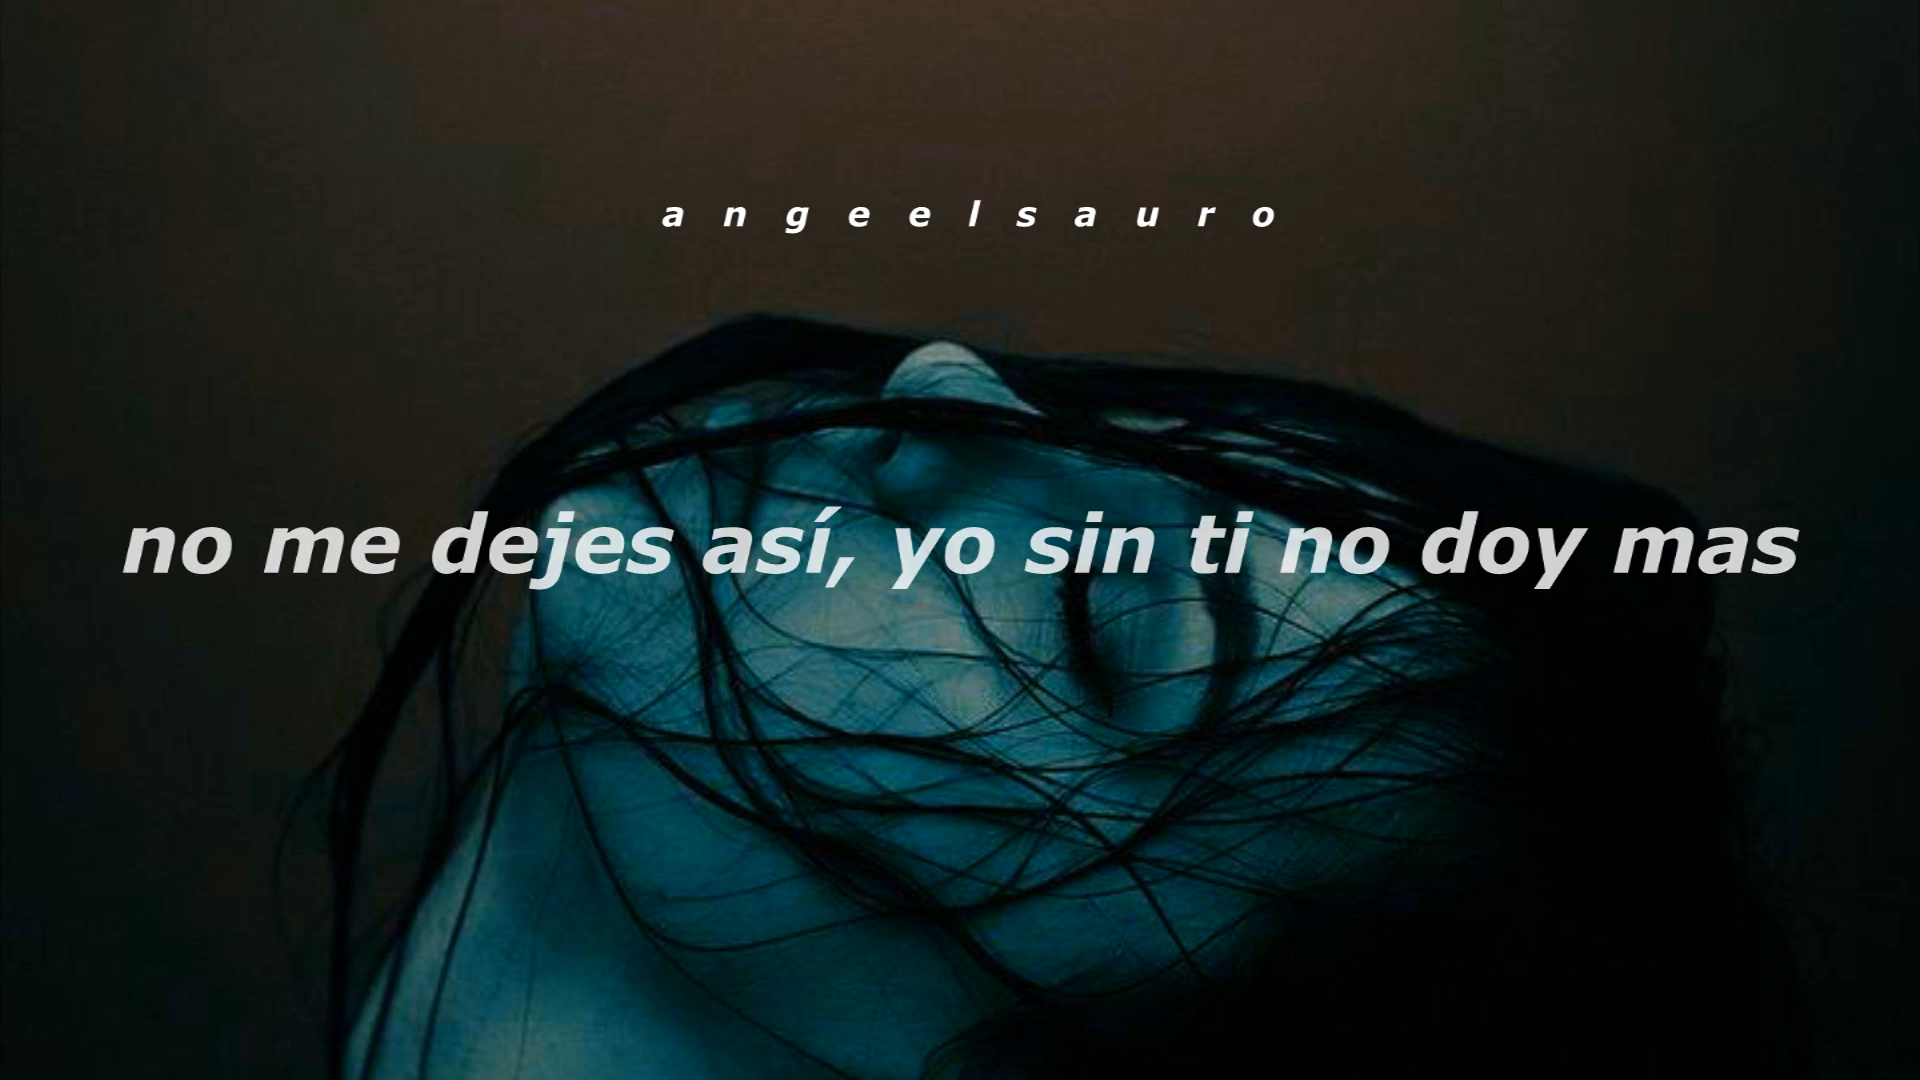 a n g e e l s a u r o
no me dejes así, yo sin ti no doy mas